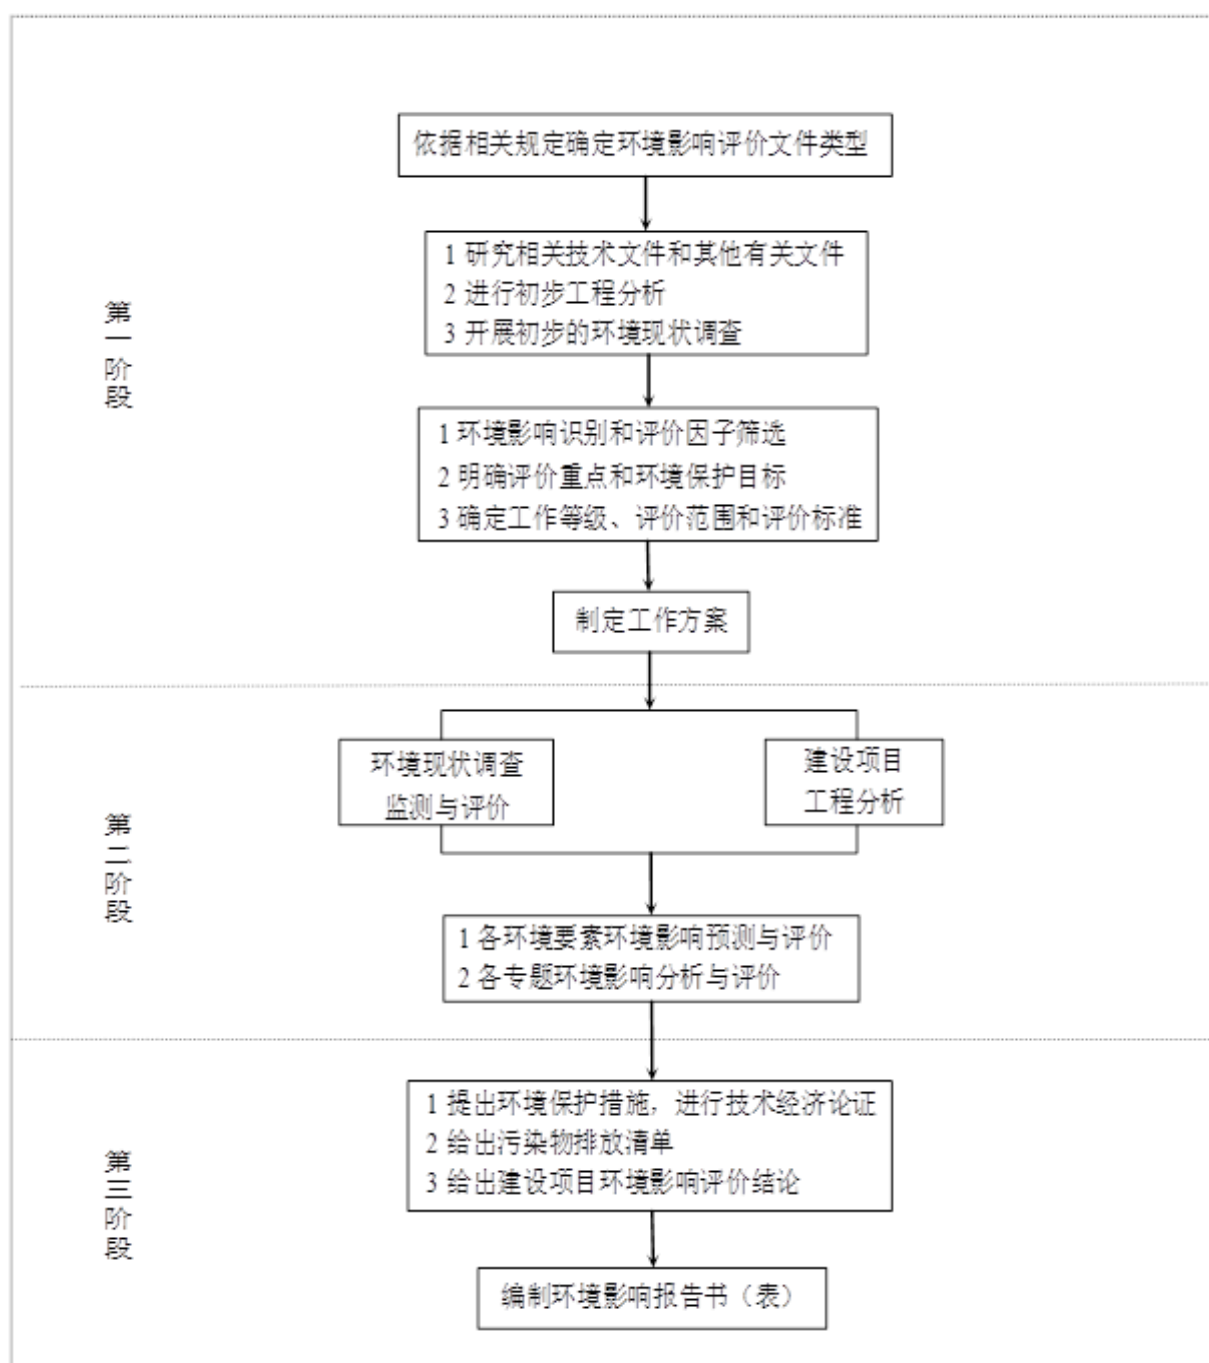 依据相关规定确定环境影响评价文件类型
1 研究相关技术文件和其他有关文件
2 进行初步工程分析
3 开展初步的环境现状调查
第一阶段
1 环境影响识别和评价因子筛选
2 明确评价重点和环境保护目标
3 确定工作等级、评价范围和评价标准
制定工作方案
环境现状调查
监测与评价
建设项目
工程分析
第二阶段
1 各环境要素环境影响预测与评价
2 各专题环境影响分析与评价
1 提出环境保护措施，进行技术经济论证
2 给出污染物排放清单
3 给出建设项目环境影响评价结论
第三阶段
编制环境影响报告书（表）